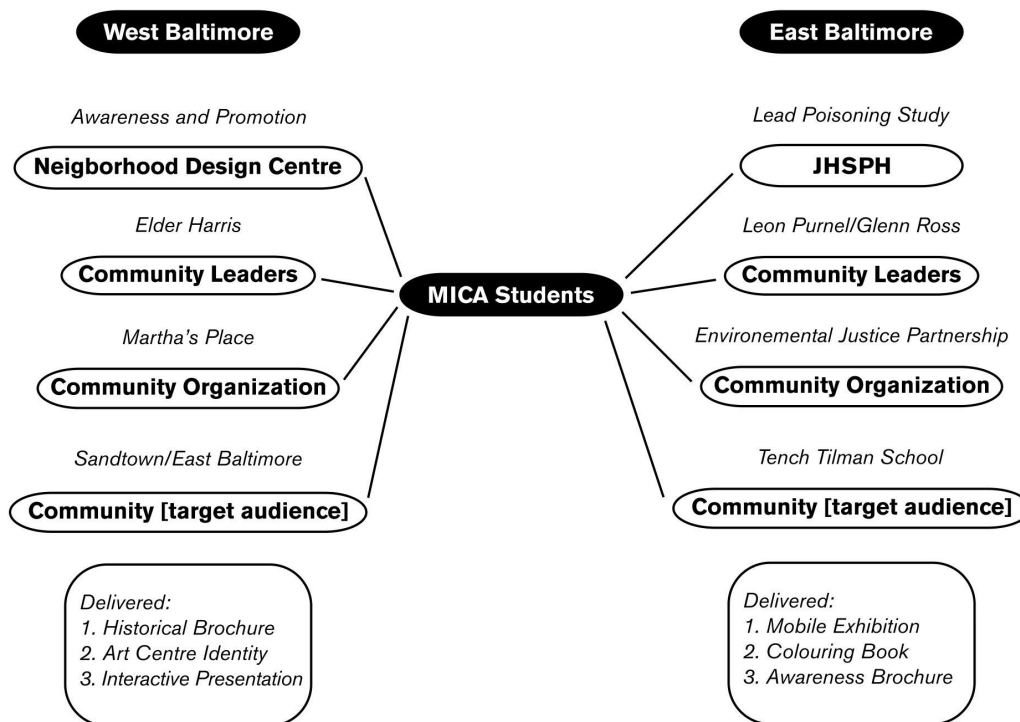 West Baltimore
Awareness and Promotion
Neigborhood Design Centre
Elder Harris
Community Leaders
Martha's Place
Community Organization
Sandtown/East Baltimore
Community [target audience]
Delivered:
1. Historical Brochure
2. Art Centre Identity
3. Interactive Presentation
MICA Students
East Baltimore
Lead Poisoning Study
JHSPH
Leon Purnel/Glenn Ross
Community Leaders
Environemental Justice Partnership
Community Organization
Tench Tilman School
Community [target audience]
Delivered:
1. Mobile Exhibition
2. Colouring Book
3. Awareness Brochure